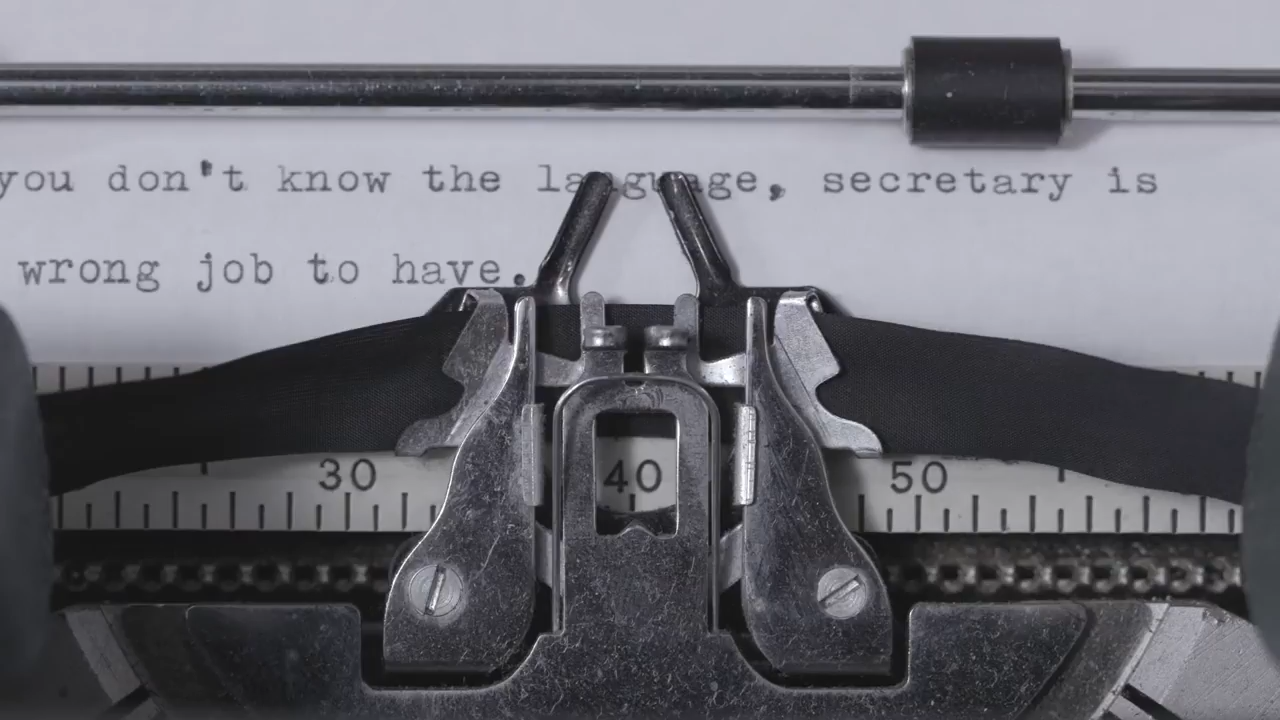 you don't know the language, secretary is
wrong job to have.
30 40 50